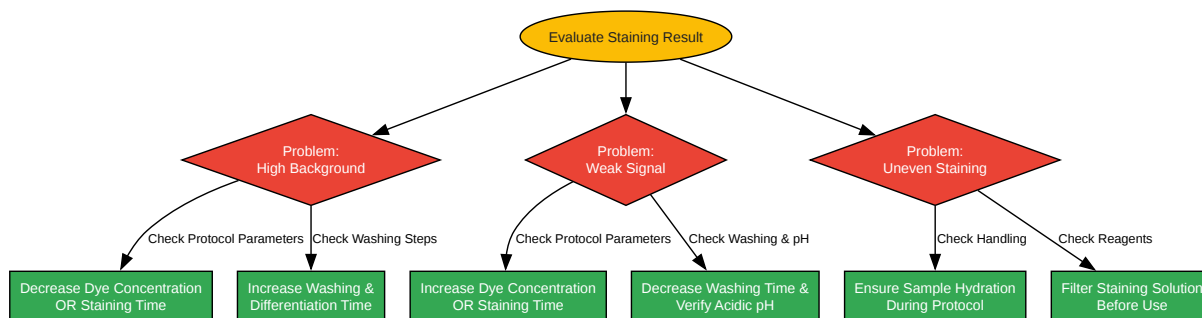 Evaluate Staining Result
Problem:
High Background
Problem:
Weak Signal
Problem:
Uneven Staining
Check Protocol Parameters
Check Washing Steps
Check Protocol Parameters
Check Washing & pH
Check Handling
Check Reagents
Decrease Dye Concentration
OR Staining Time
Increase Washing &
Differentiation Time
Increase Dye Concentration
OR Staining Time
Decrease Washing Time &
Verify Acidic pH
Ensure Sample Hydration
During Protocol
Filter Staining Solution
Before Use